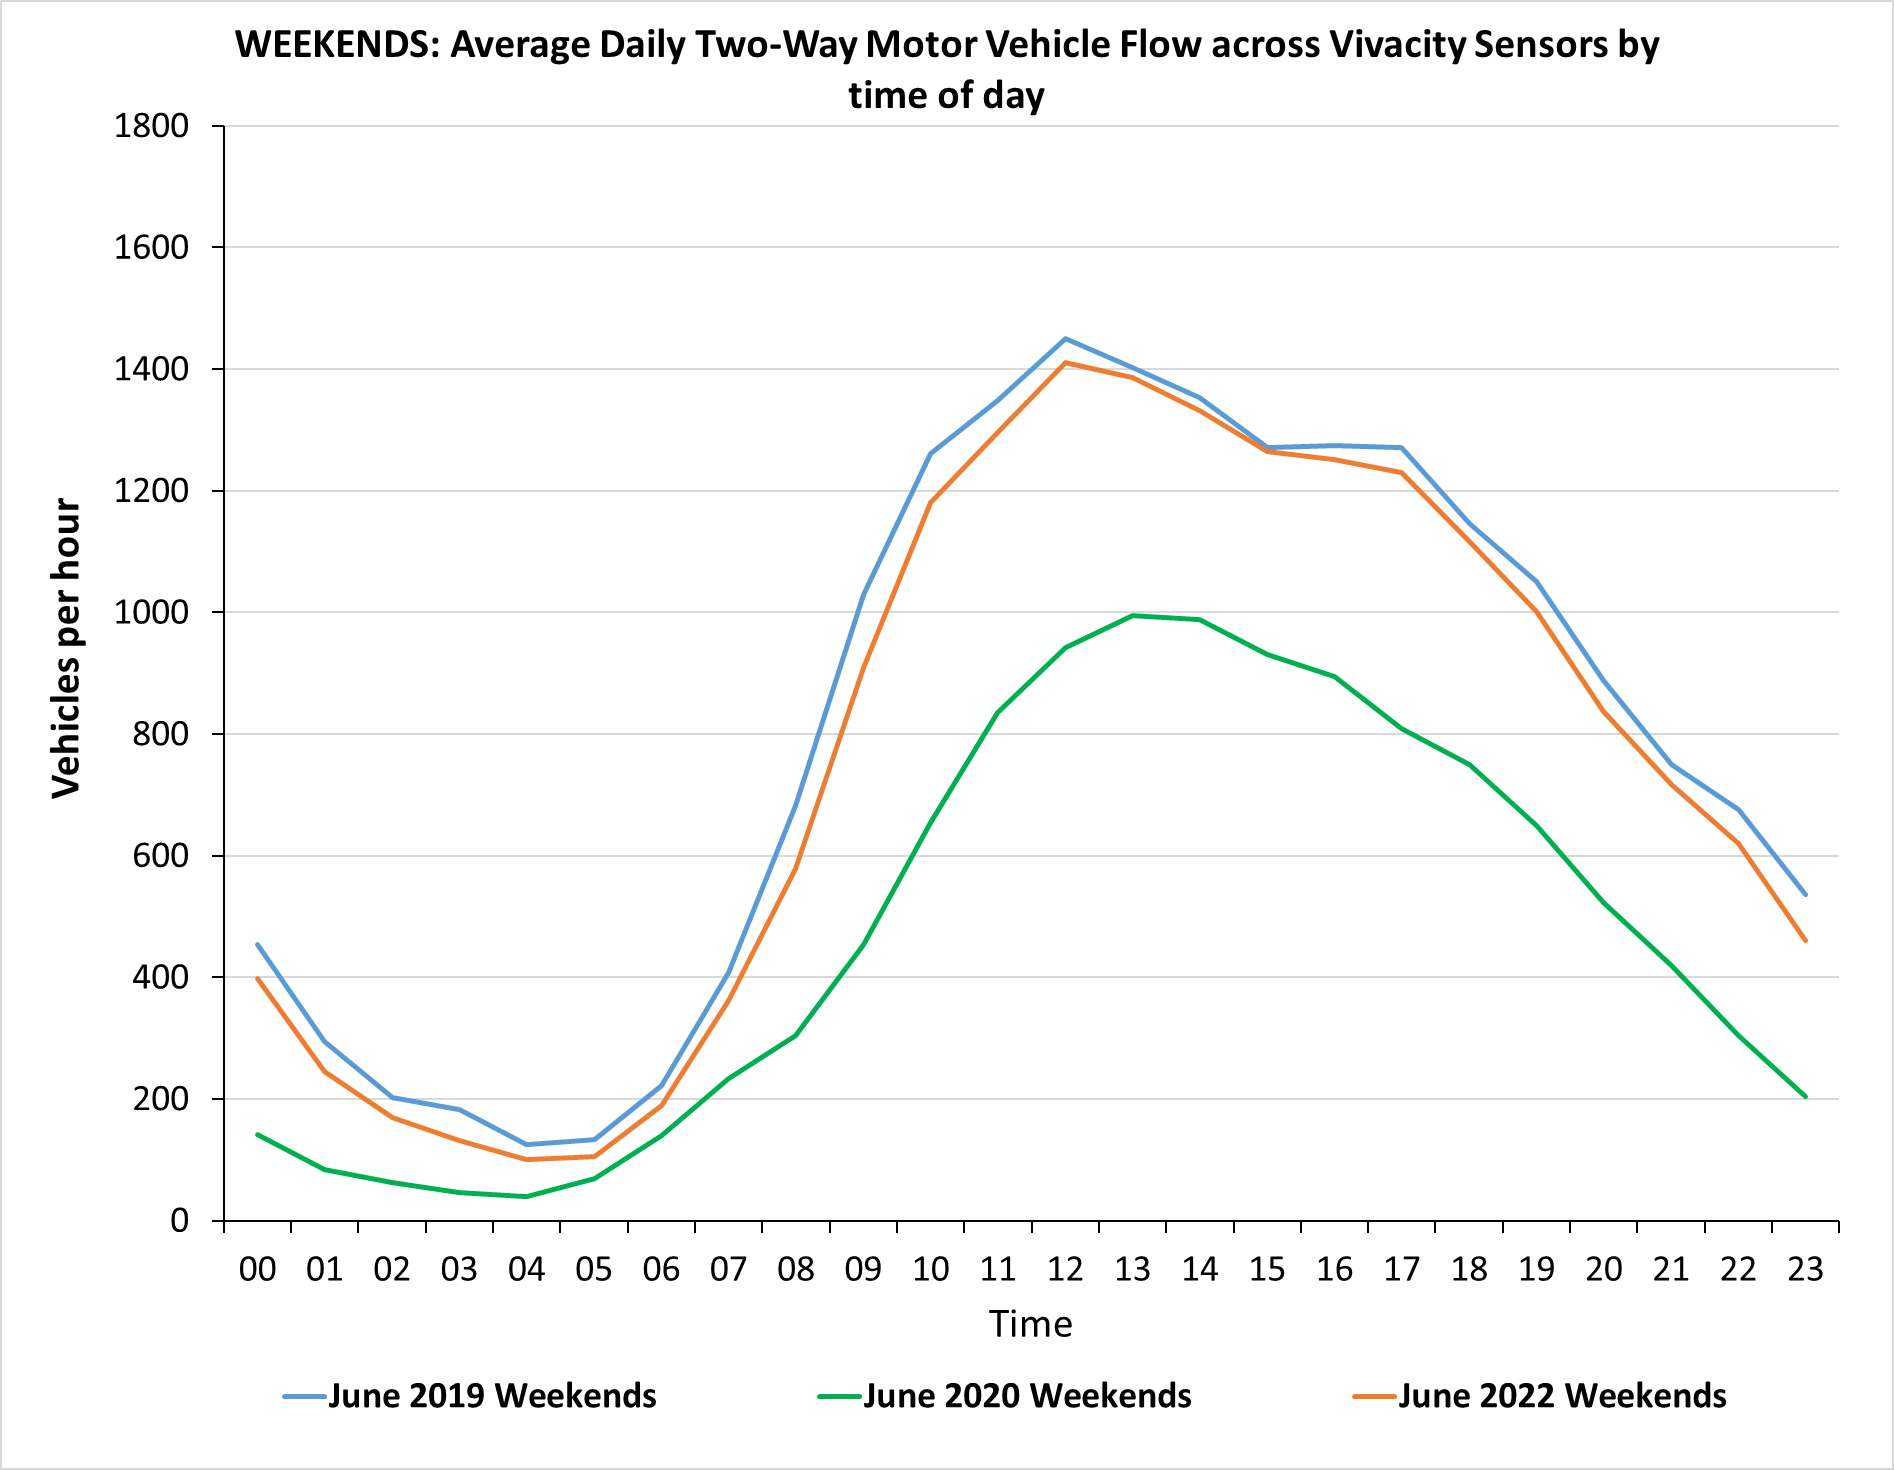 WEEKENDS: Average Daily Two-Way Motor Vehicle Flow across Vivacity Sensors by
time of day
1800
1600
1400
1200
1000
800
600
400
200
0
Vehicles per hour
00 01 02 03 04 05 06 07 08 09 10 11 12 13 14 15 16 17 18 19 20 21 22 23
Time
June 2019 Weekends June 2020 Weekends June 2022 Weekends